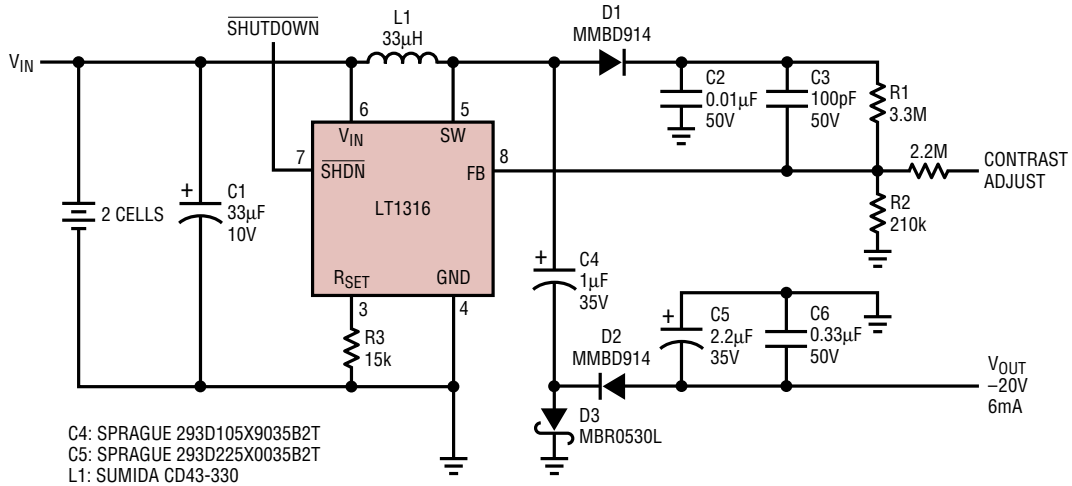 SHUTDOWN
VIN
L1
33µH
D1
MMBD914
C2
0.01µF
50V
C3
100pF
50V
R1
3.3M
6
5
VIN
SW
7
SHDN
8
FB
LT1316
RSET
GND
3
4
2 CELLS
+
C1
33µF
10V
2.2M
CONTRAST
ADJUST
R2
210k
+
C4
1µF
35V
R3
15k
D2
MMBD914
+
C5
2.2µF
35V
C6
0.33µF
50V
VOUT
–20V
6mA
D3
MBR0530L
C4: SPRAGUE 293D105X9035B2T
C5: SPRAGUE 293D225X0035B2T
L1: SUMIDA CD43-330